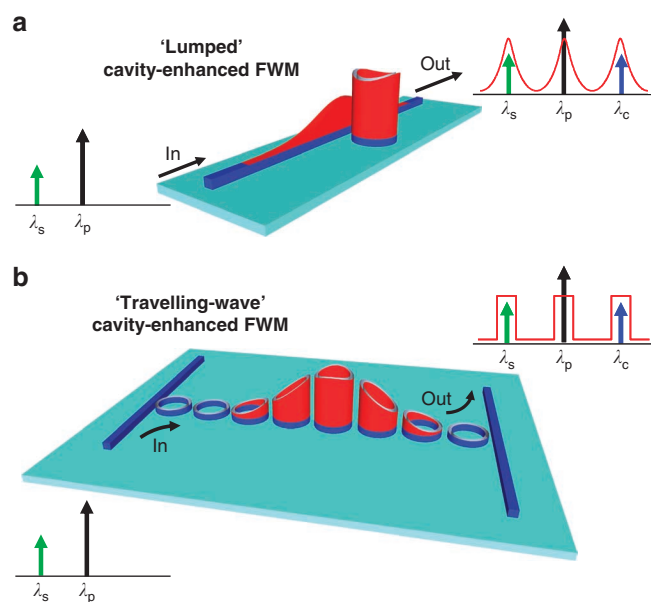 a
‘Lumped’
cavity-enhanced FWM
Out
λs
λp
λc
In
λs
λp
b
‘Travelling-wave’
cavity-enhanced FWM
λs
λp
λc
Out
In
λs
λp